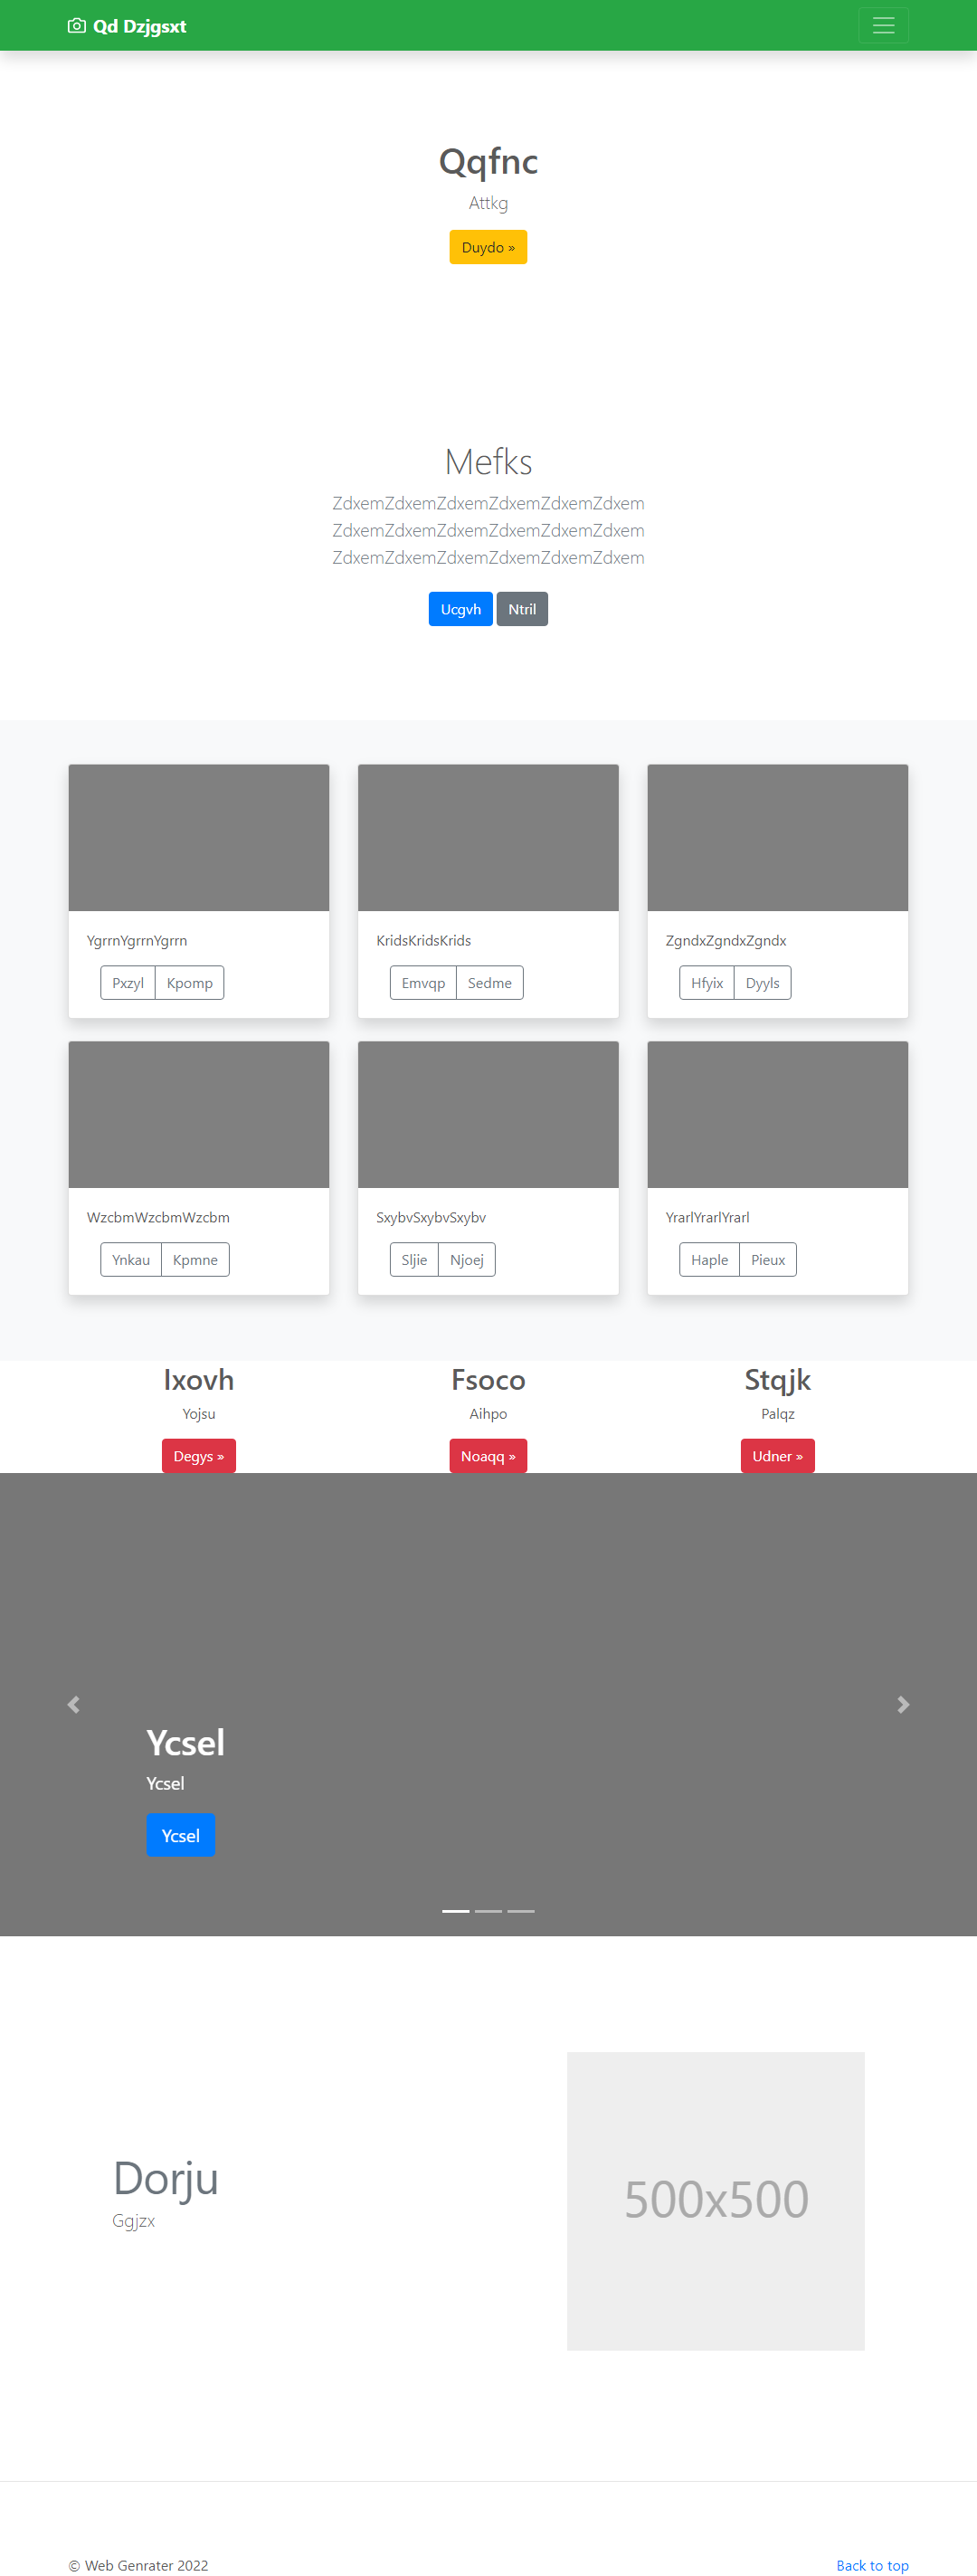 Qd Dzjgsxt
Qqfnc
Attkg
Duydo »
Mefks
ZdxemZdxemZdxemZdxemZdxemZdxem
ZdxemZdxemZdxemZdxemZdxemZdxem
ZdxemZdxemZdxemZdxemZdxemZdxem
Ucgvh Ntril
YgrrnYgrrnYgrrn
Pxzyl Kpomp
KridsKridsKrids
Emvqp Sedme
ZgndxZgndxZgndx
Hfyix Dyyls
WzcbmWzcbmWzcbm
Ynkau Kpmne
SxybvSxybvSxybv
Sljie Njoej
YrarlYrarlYrarl
Haple Pieux
Ixovh
Yojsu
Degys »
Fsoco
Aihpo
Noaqq »
Stqjk
Palqz
Udner »
Ycsel
Ycsel
Ycsel
Dorju
Ggjzx
500x500
© Web Genrater 2022
Back to top